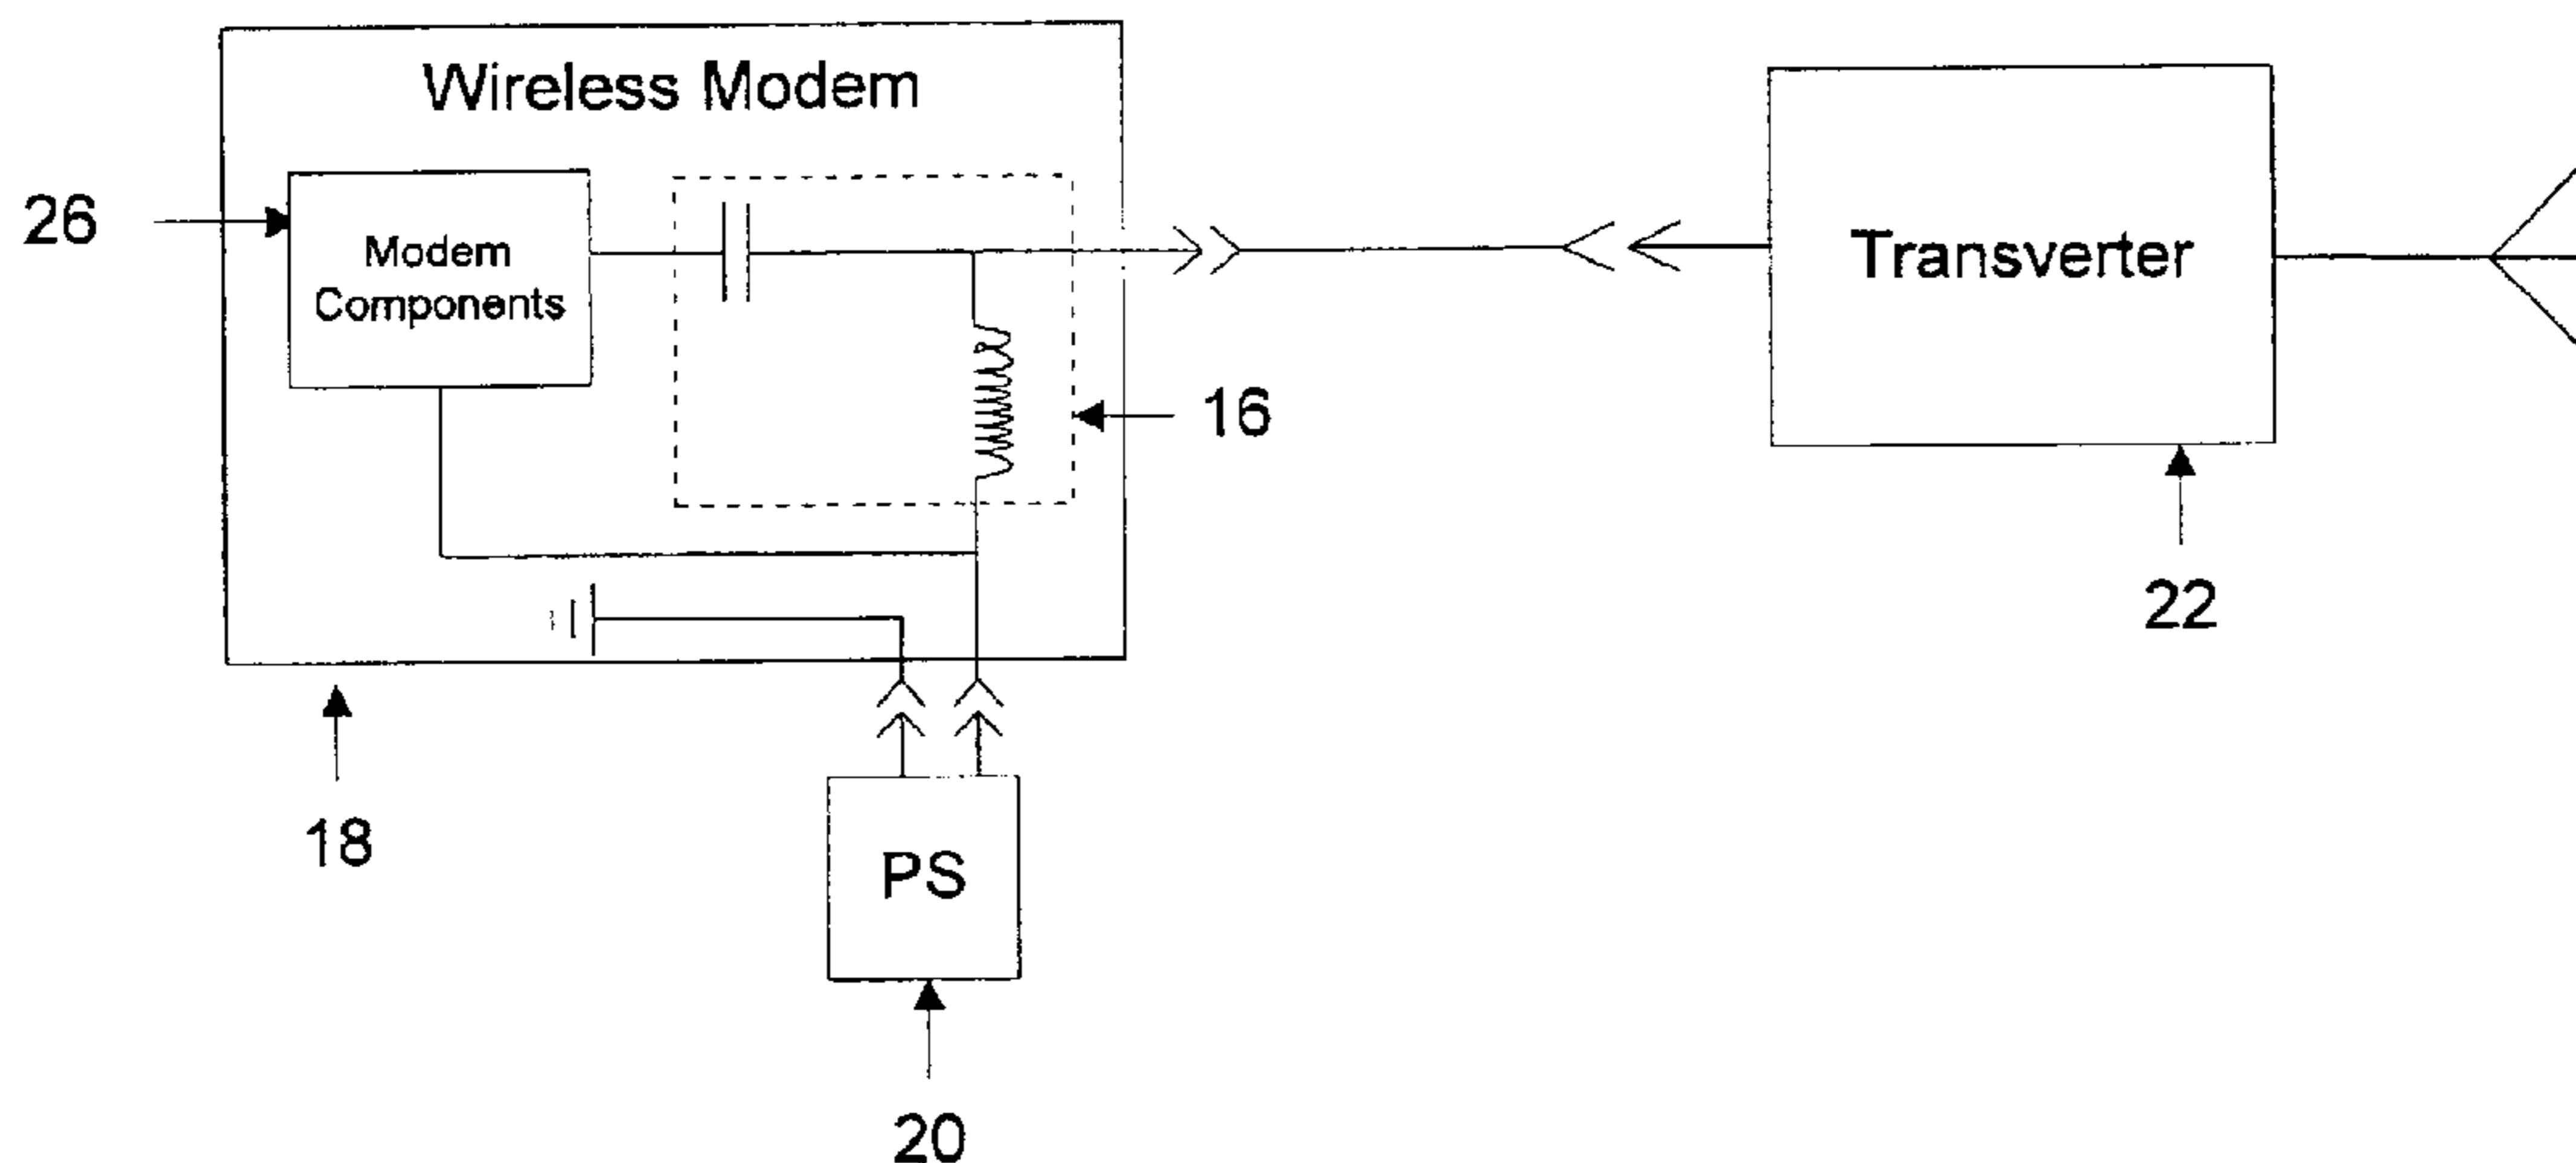 Wireless Modem
26
Modem
Components
Transverter
16
22
18
PS
20